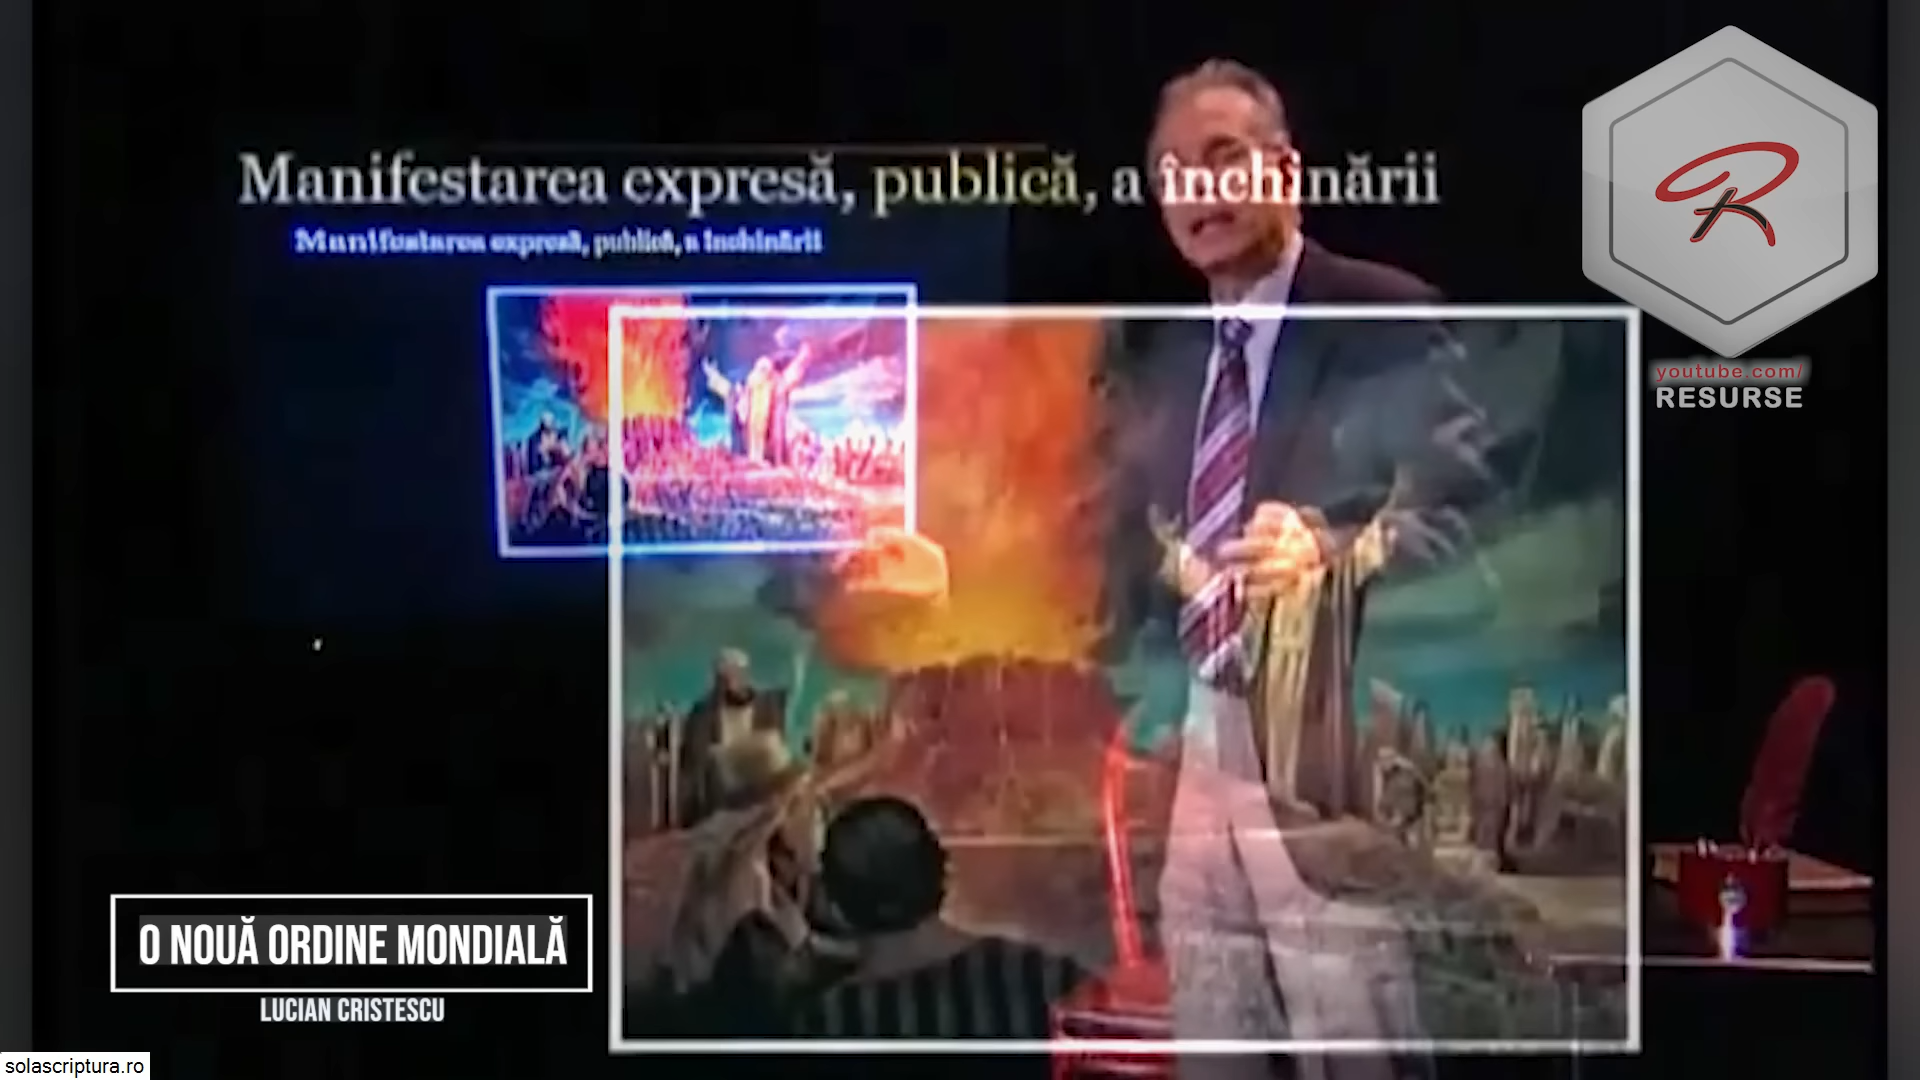 Manifestarea expresă, publică, a închinării
Manifestarea expresă, publică, a închinării
youtube.com/
RESURSE
O NOUĂ ORDINE MONDIALĂ
LUCIAN CRISTESCU
solascriptura.ro